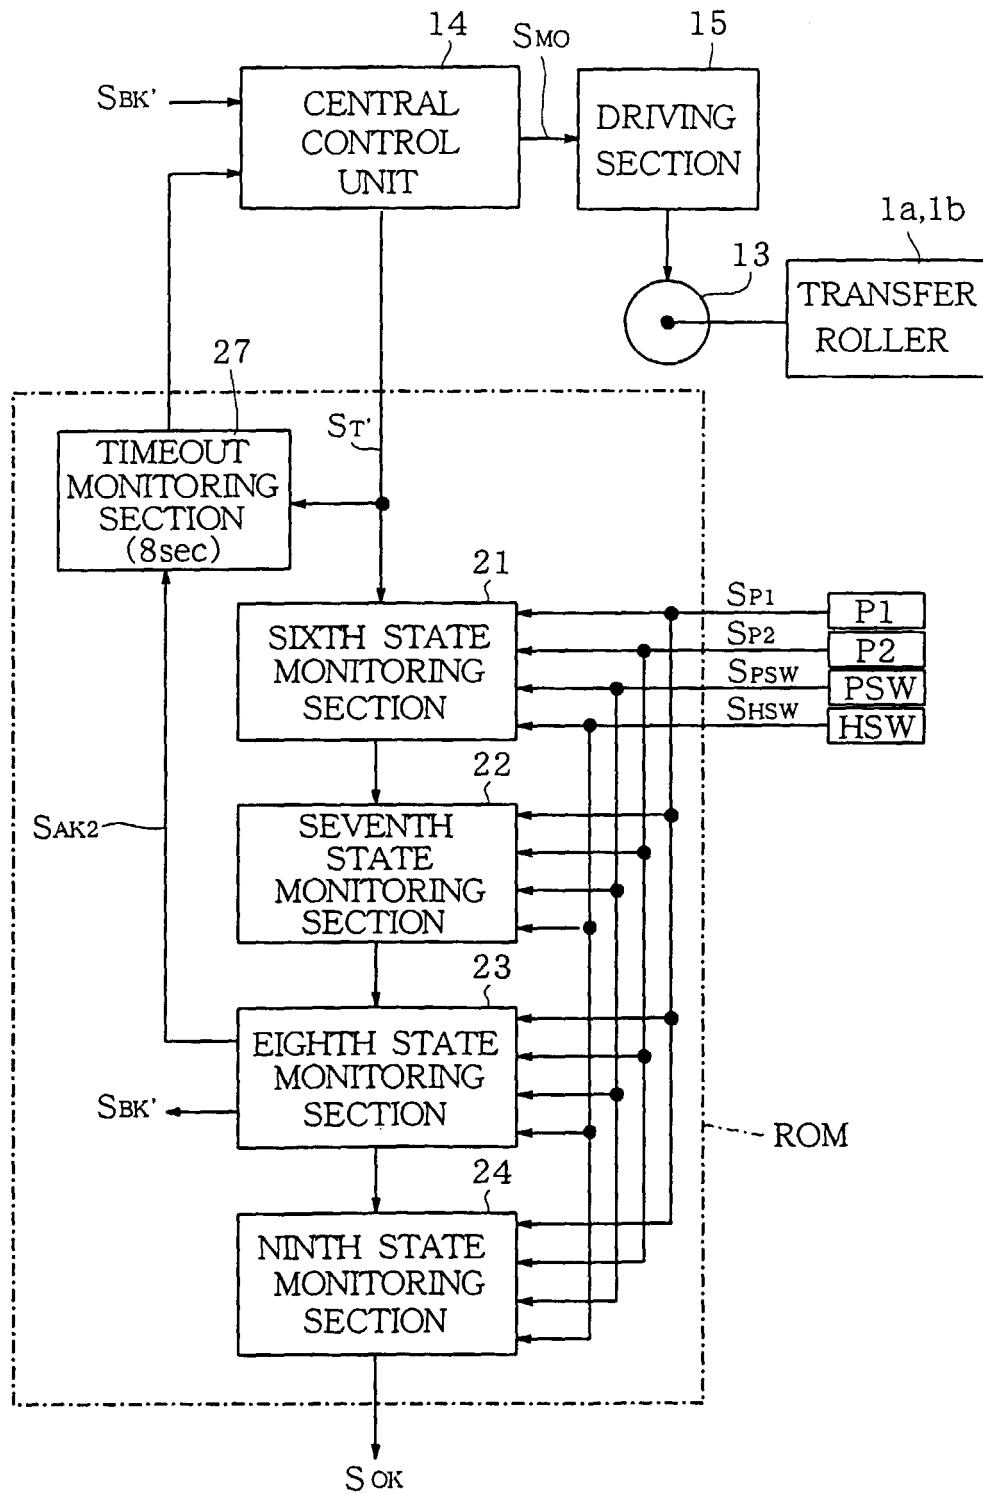 14
SMO
15
SBK'
CENTRAL
CONTROL
UNIT
DRIVING
SECTION
1a,1b
13
TRANSFER
ROLLER
27
ST'
TIMEOUT
MONITORING
SECTION
(8sec)
21
SIXTH STATE
MONITORING
SECTION
SP1
P1
SP2
P2
SPSW
PSW
SHSW
HSW
22
SAK2
SEVENTH
STATE
MONITORING
SECTION
23
EIGHTH STATE
MONITORING
SECTION
SBK'
ROM
24
NINTH STATE
MONITORING
SECTION
SOK